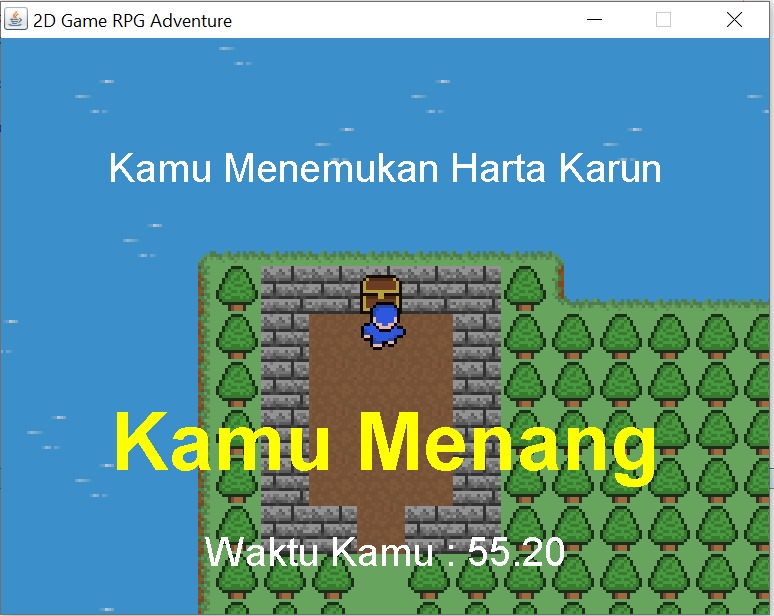 2D Game RPG Adventure
Kamu Menemukan Harta Karun
Kamu Menang
Waktu Kamu : 55.20